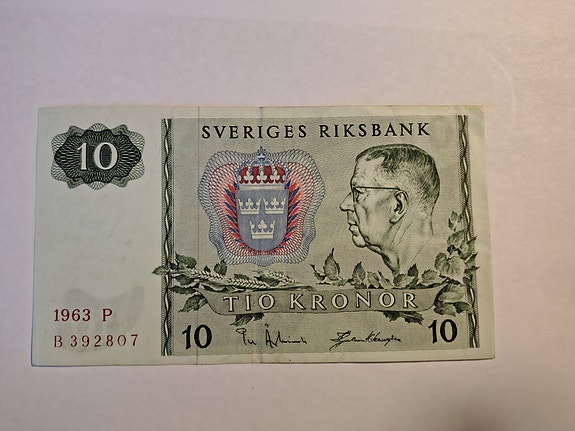 10
SVERIGES RIKSBANK
TIO KRONOR
1963 P
B 392807
10
10